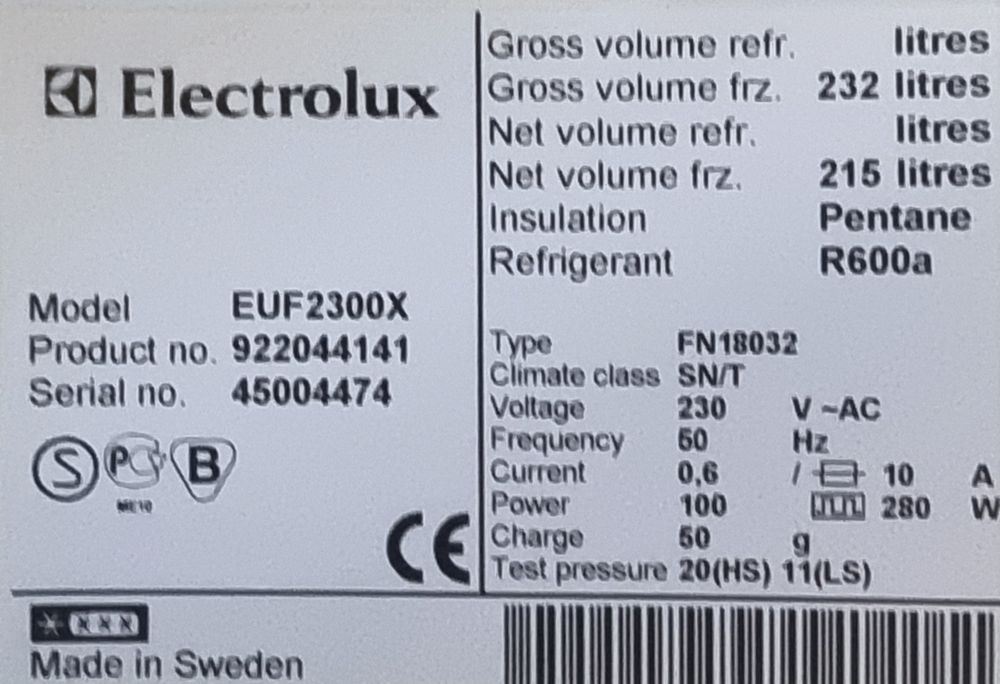 Electrolux
Model EUF2300X
Product no. 922044141
Serial no. 45004474
S PC B
CE
Gross volume refr. litres
Gross volume frz. 232 litres
Net volume refr. litres
Net volume frz. 215 litres
Insulation Pentane
Refrigerant R600a
Type FN18032
Climate class SN/T
Voltage 230 V ~AC
Frequency 50 Hz
Current 0,6 / 10 A
Power 100 280 W
Charge 50 g
Test pressure 20(HS) 11(LS)
Made in Sweden